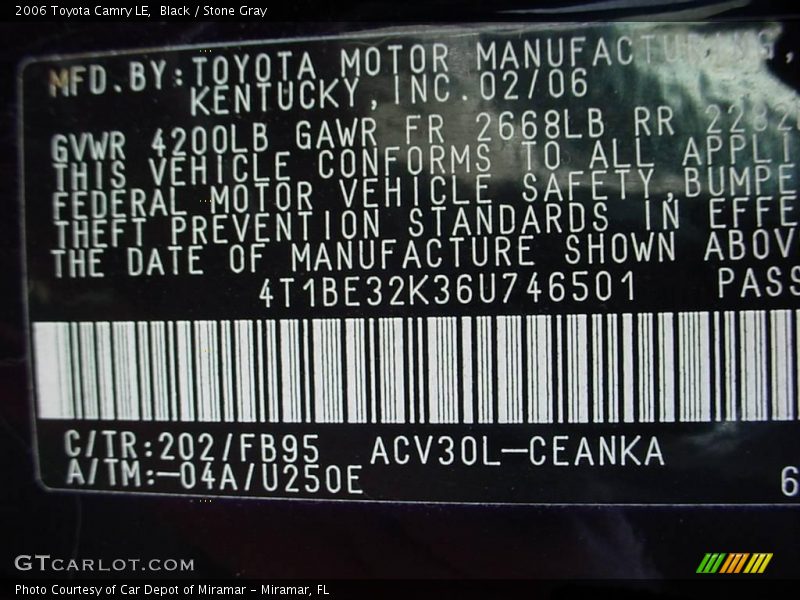 2006 Toyota Camry LE,  Black / Stone Gray
MFD.BY:TOYOTA MOTOR MANUFACTURING,
KENTUCKY,INC.02/06
GVWR 4200LB GAWR FR 2668LB RR 2282
THIS VEHICLE CONFORMS TO ALL APPLI
FEDERAL MOTOR VEHICLE SAFETY,BUMPE
THEFT PREVENTION STANDARDS IN EFFE
THE DATE OF MANUFACTURE SHOWN ABOV
4T1BE32K36U746501 PASS
C/TR:202/FB95 ACV30L-CEANKA
A/TM:-04A/U250E 6
GTCARLOT.COM
Photo Courtesy of Car Depot of Miramar - Miramar, FL